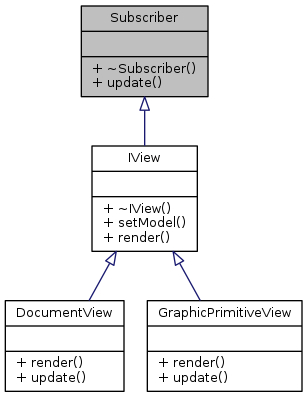 Subscriber
+ ~Subscriber()
+ update()
IView
+ ~IView()
+ setModel()
+ render()
DocumentView
+ render()
+ update()
GraphicPrimitiveView
+ render()
+ update()